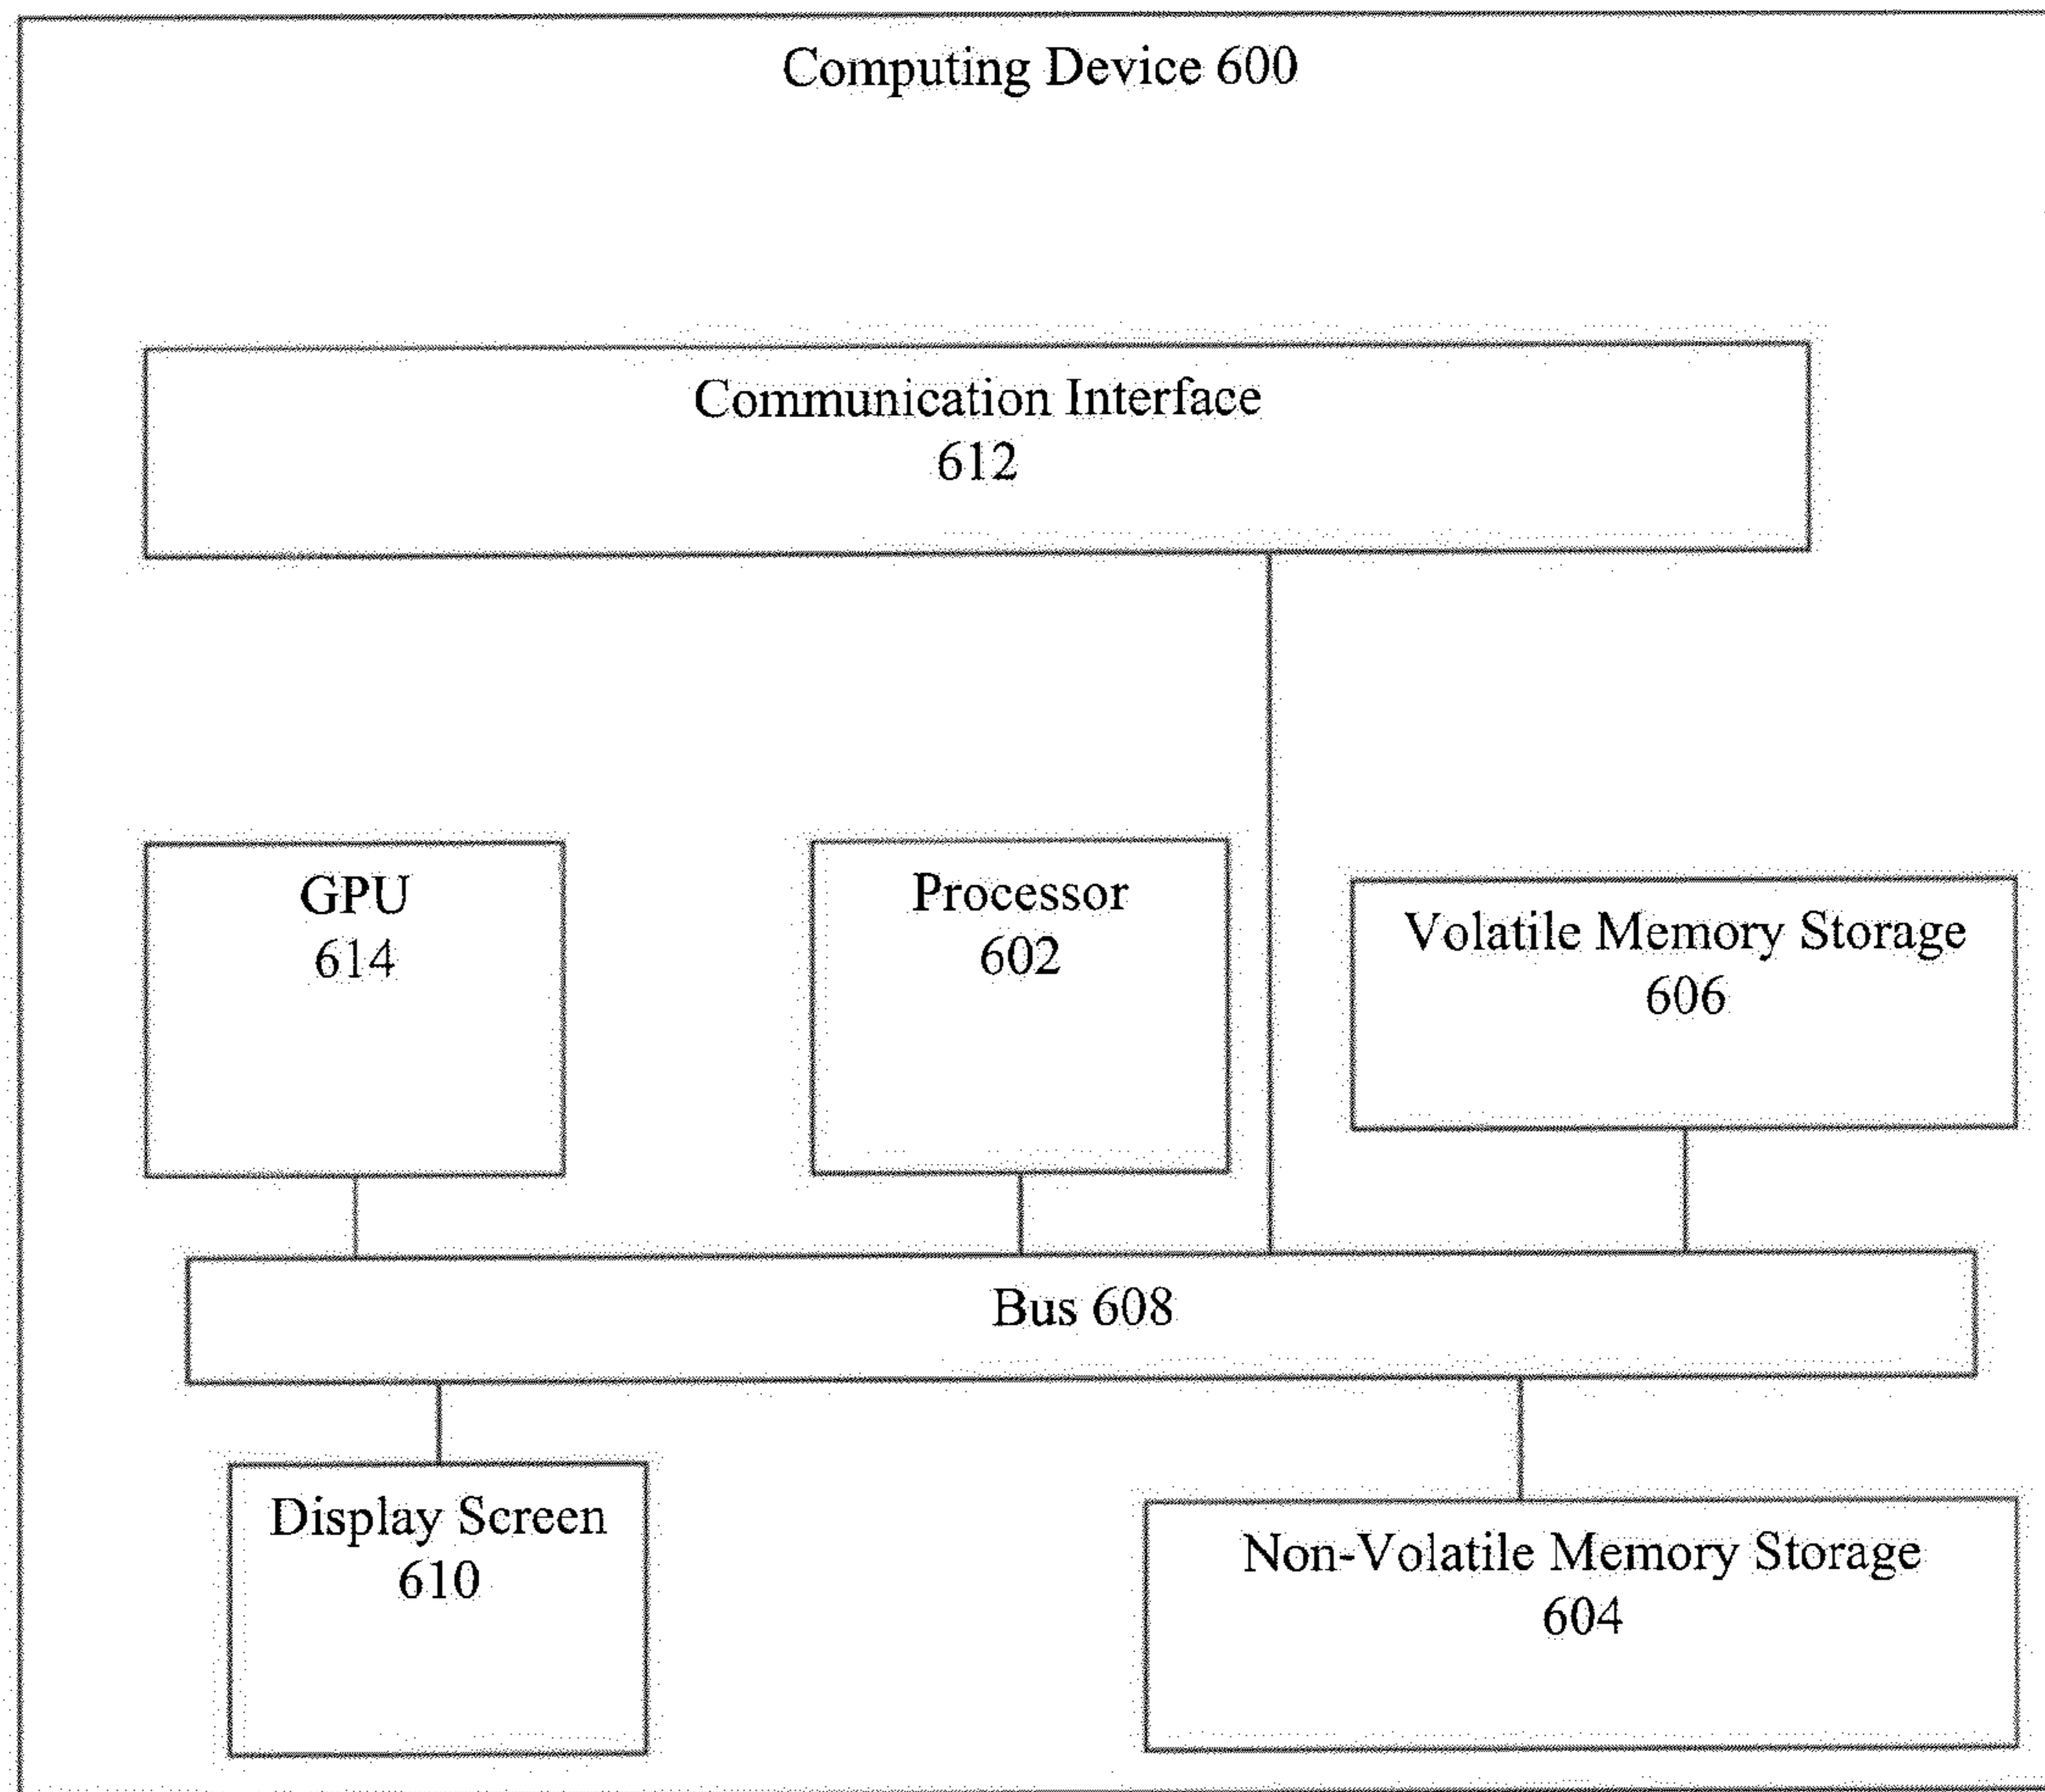 Computing Device 600
Communication Interface
612
GPU
614
Processor
602
Volatile Memory Storage
606
Bus 608
Display Screen
610
Non-Volatile Memory Storage
604